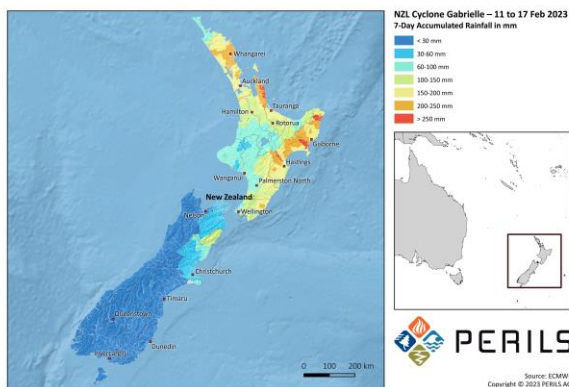 NZL Cyclone Gabrielle – 11 to 17 Feb 2023
7-Day Accumulated Rainfall in mm
< 30 mm
30-60 mm
60-100 mm
100-150 mm
150-200 mm
200-250 mm
> 250 mm
Whangarei
Auckland
Hamilton
Tauranga
Rotorua
Gisborne
Hastings
Wanganui
Palmerston North
New Zealand
Nelson
Wellington
Christchurch
Timaru
Queenstown
Dunedin
Invercargill
0 100 200 km
PERILS
Source: ECMWF
Copyright © 2023 PERILS AG